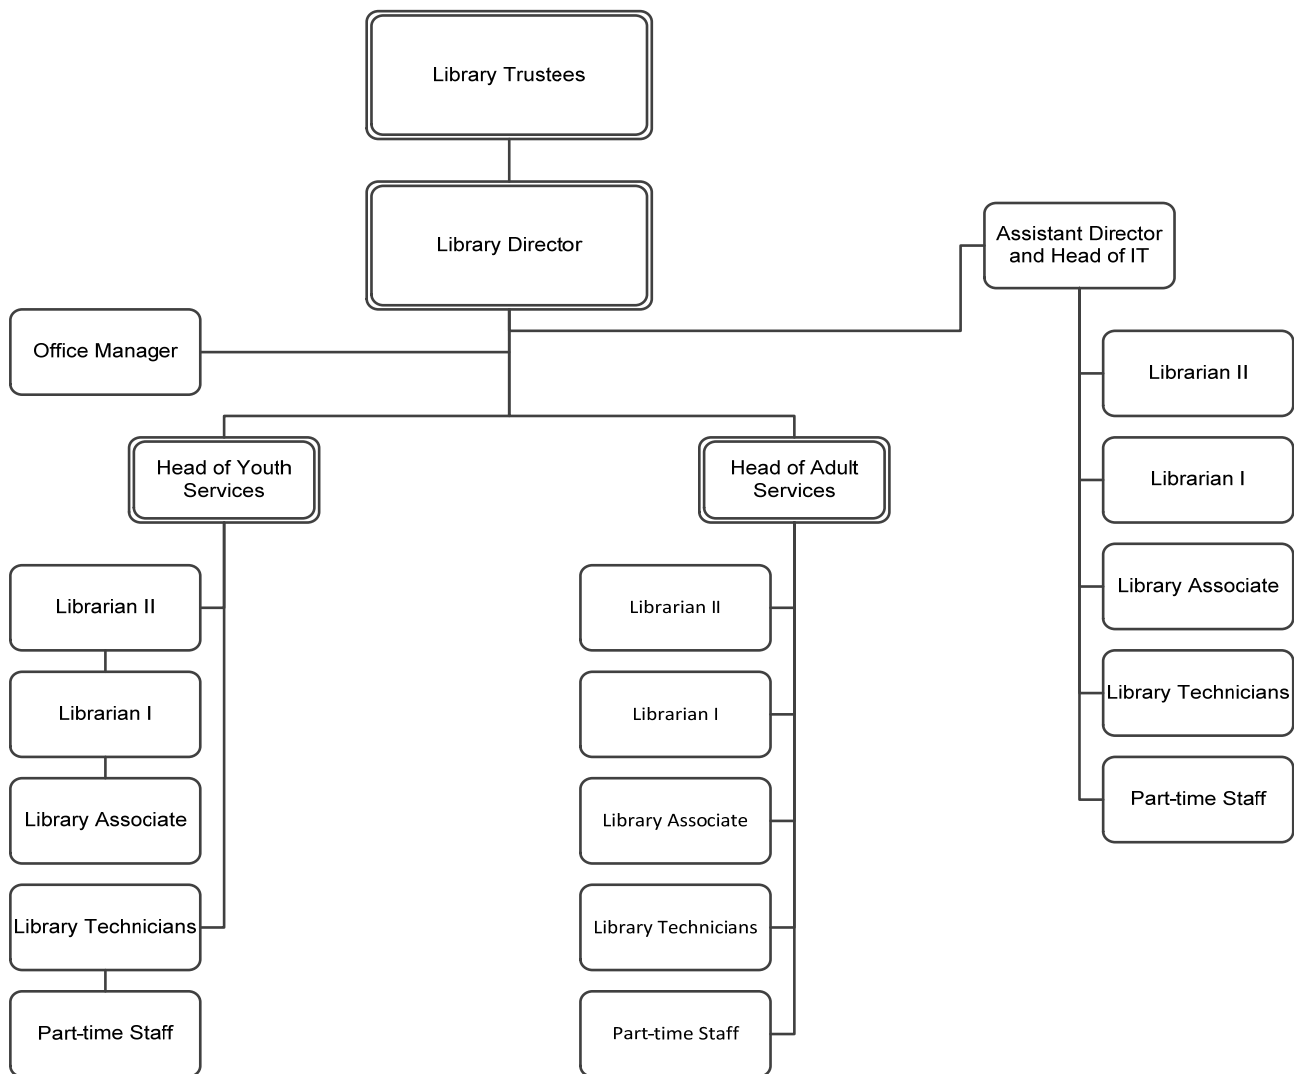 Library Trustees
Library Director
Assistant Director
and Head of IT
Office Manager
Head of Youth
Services
Librarian II
Librarian I
Library Associate
Library Technicians
Part-time Staff
Head of Adult
Services
Librarian II
Librarian I
Library Associate
Library Technicians
Part-time Staff
Librarian II
Librarian I
Library Associate
Library Technicians
Part-time Staff